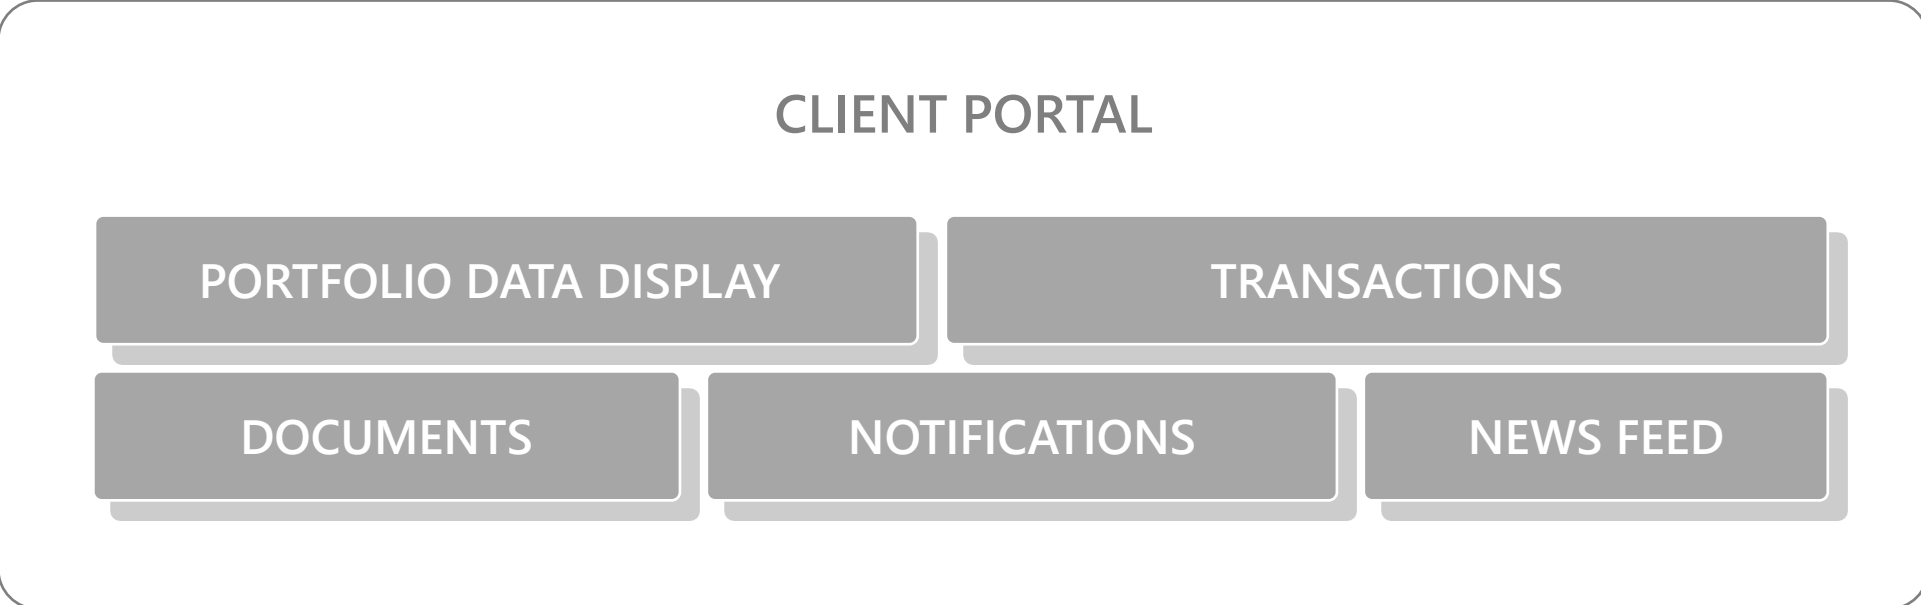 CLIENT PORTAL
PORTFOLIO DATA DISPLAY
TRANSACTIONS
DOCUMENTS
NOTIFICATIONS
NEWS FEED